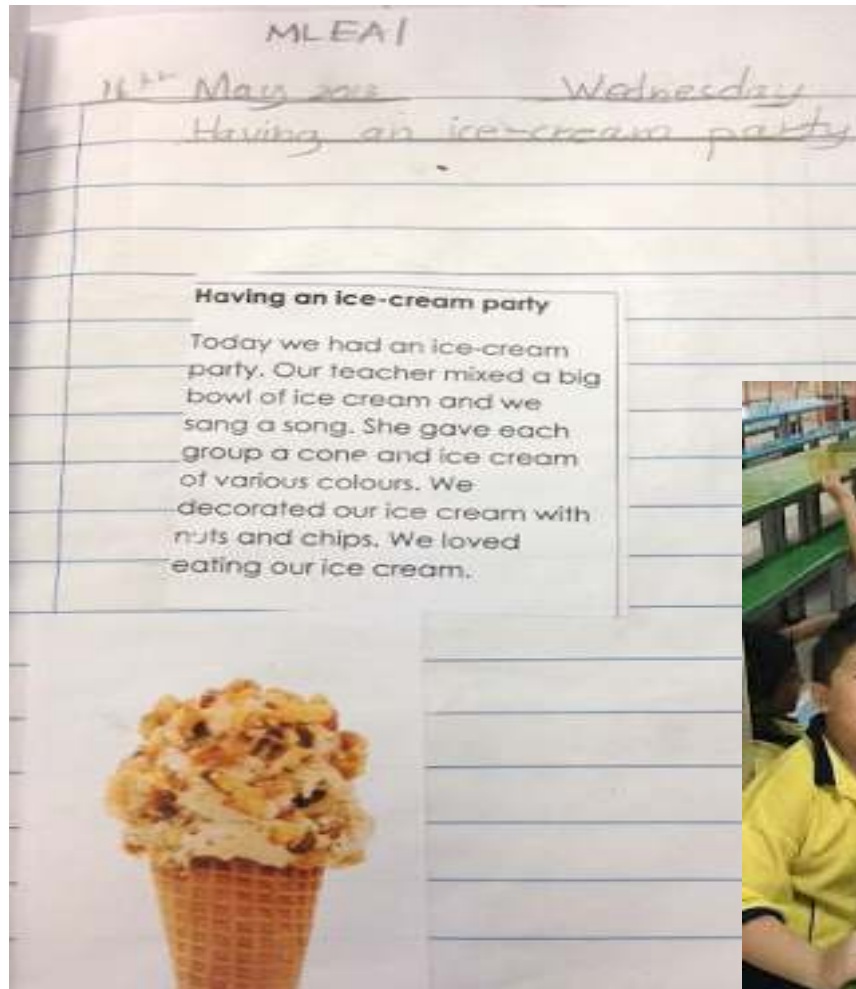 MLEA1
16th May 2013 Wednesday
Having an ice-cream party
Having an ice-cream party
Today we had an ice-cream
party. Our teacher mixed a big
bowl of ice cream and we
sang a song. She gave each
group a cone and ice cream
of various colours. We
decorated our ice cream with
nuts and chips. We loved
eating our ice cream.